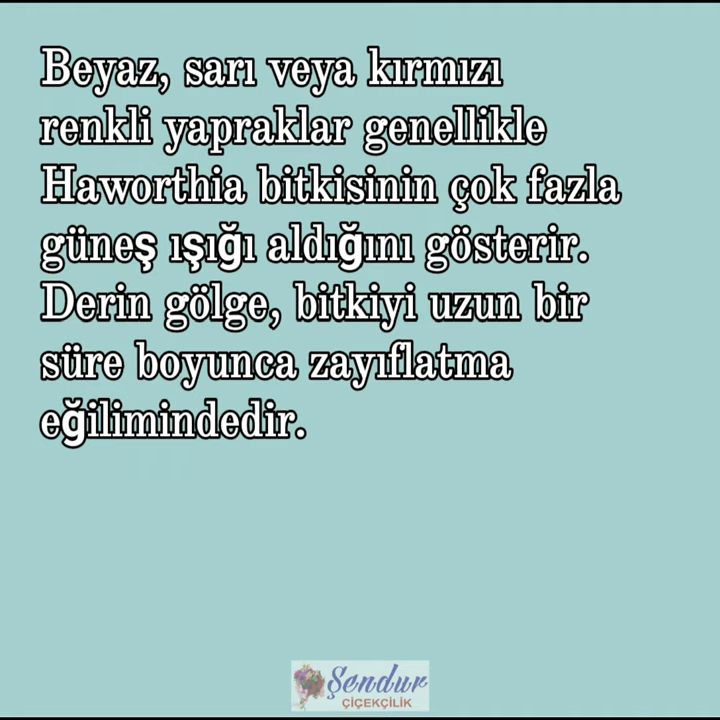 Beyaz, sarı veya kırmızı
renkli yapraklar genellikle
Haworthia bitkisinin çok fazla
güneş ışığı aldığını gösterir.
Derin gölge, bitkiyi uzun bir
süre boyunca zayıflatma
eğilimindedir.
Şendur
ÇİÇEKÇİLİK